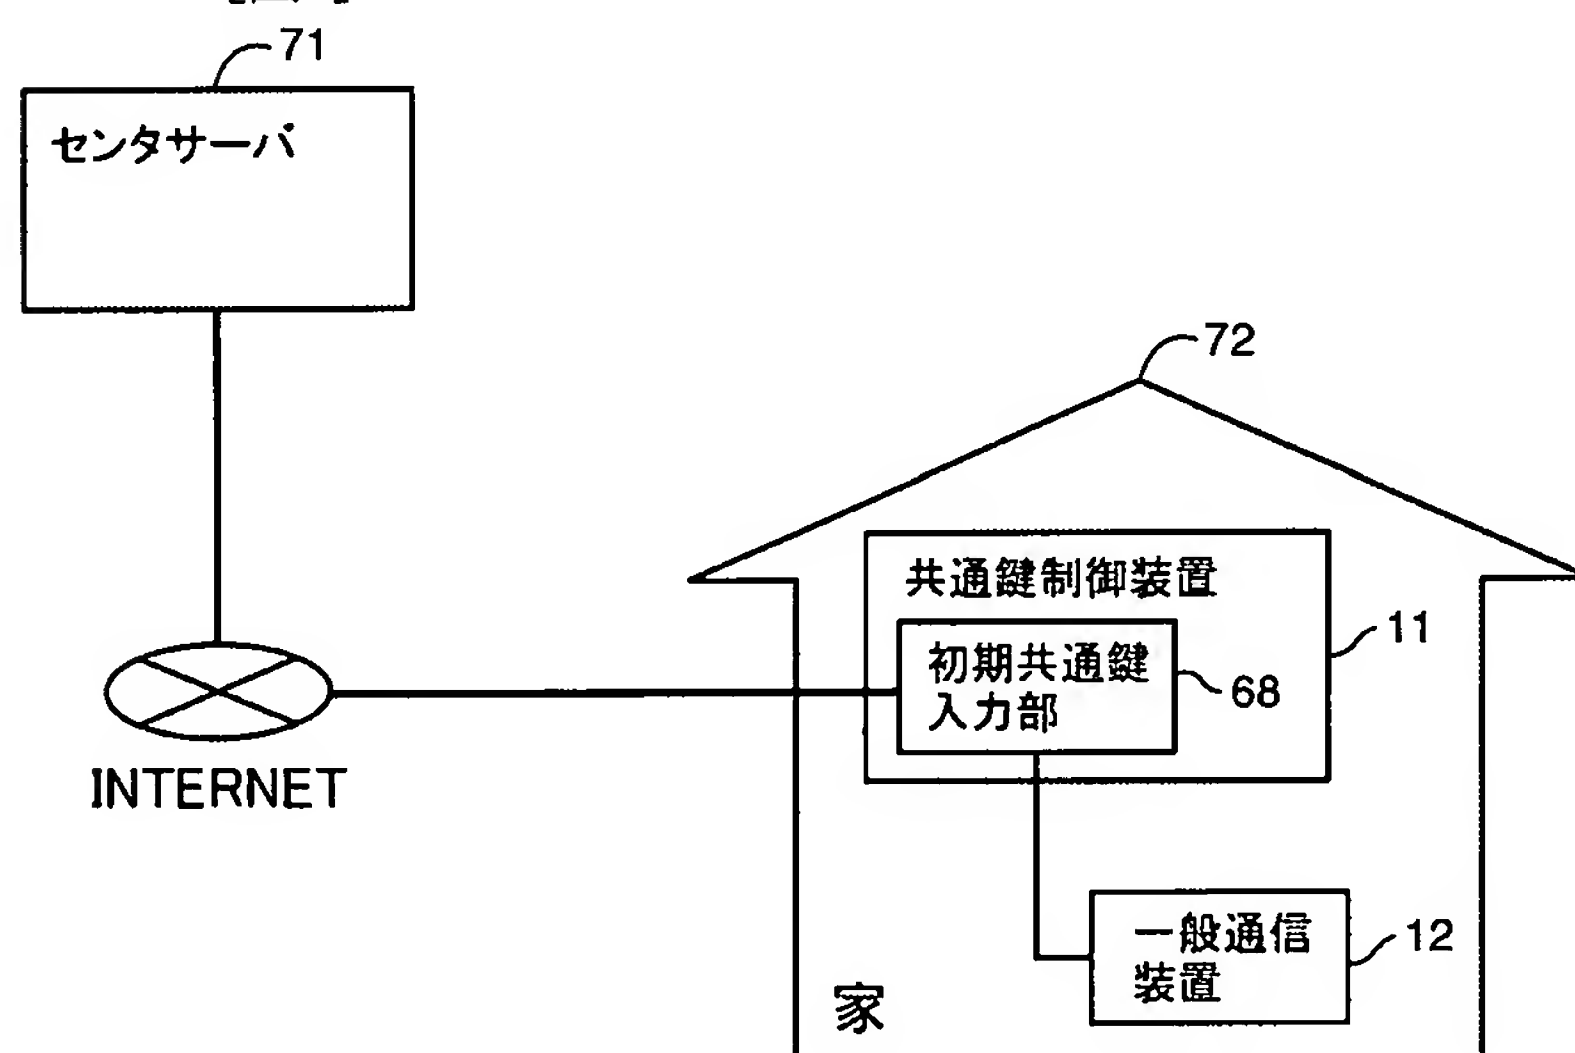 71
センタサーバ
72
共通鍵制御装置
11
初期共通鍵
入力部
68
INTERNET
一般通信
装置
12
家